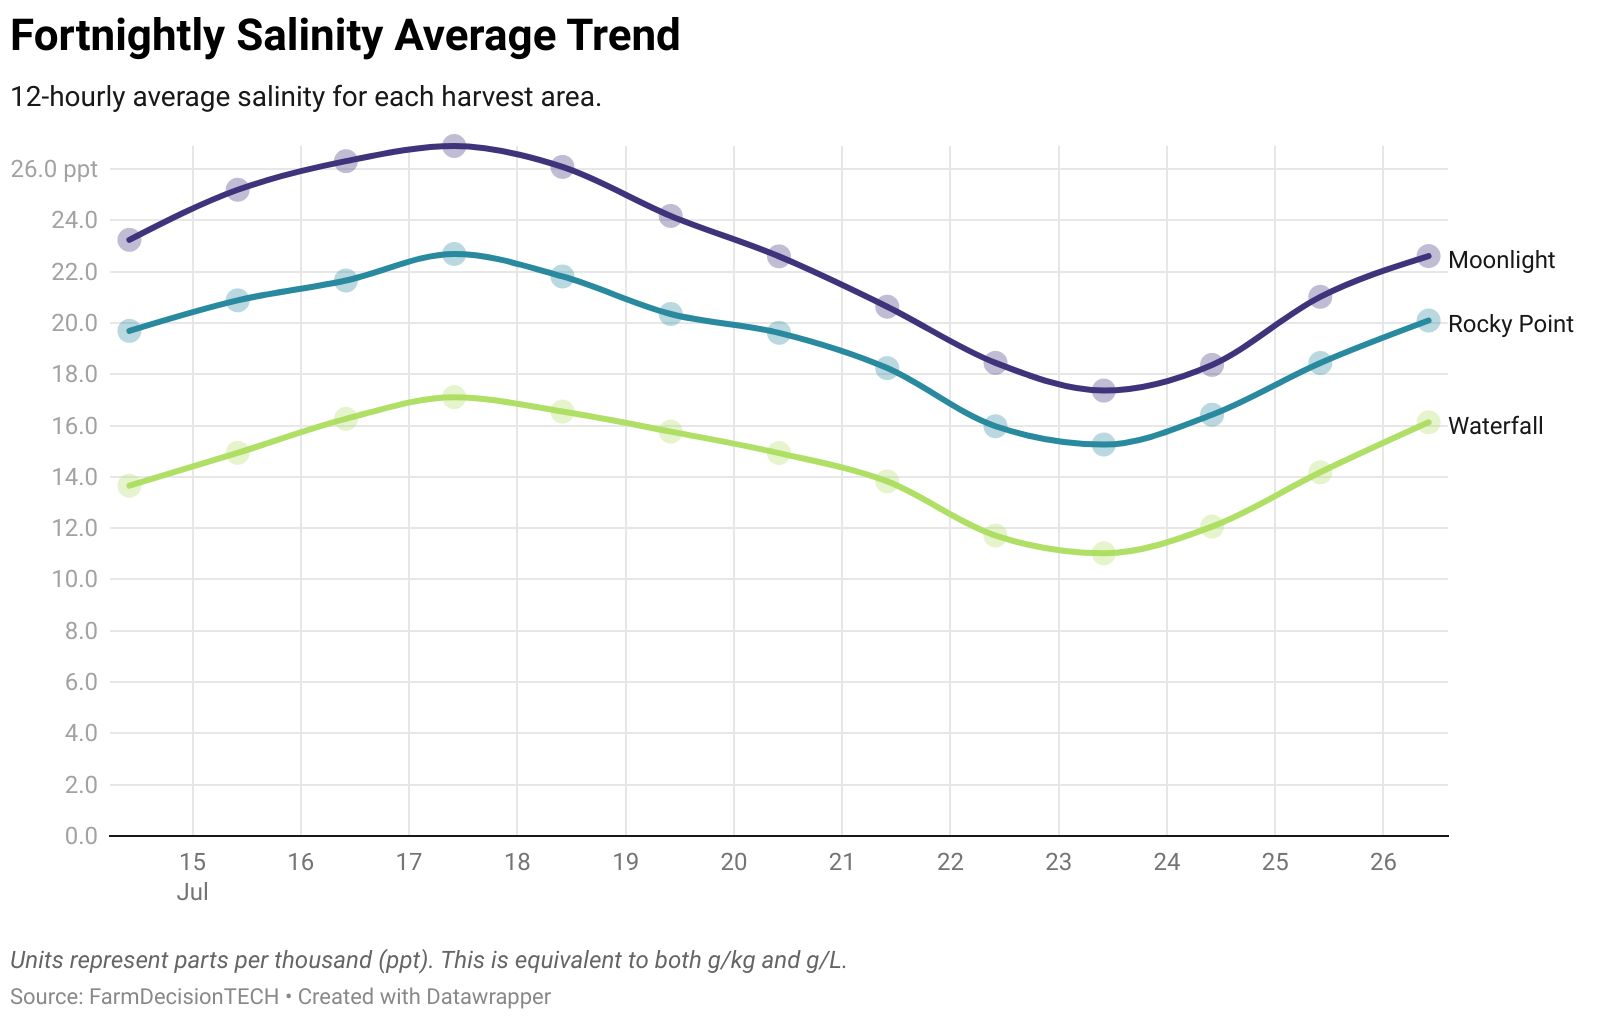 Fortnightly Salinity Average Trend
12-hourly average salinity for each harvest area.
26.0 ppt
24.0
22.0
20.0
18.0
16.0
14.0
12.0
10.0
8.0
6.0
4.0
2.0
0.0
Moonlight
Rocky Point
Waterfall
15 16 17 18 19 20 21 22 23 24 25 26
Jul
Units represent parts per thousand (ppt). This is equivalent to both g/kg and g/L.
Source: FarmDecisionTECH • Created with Datawrapper